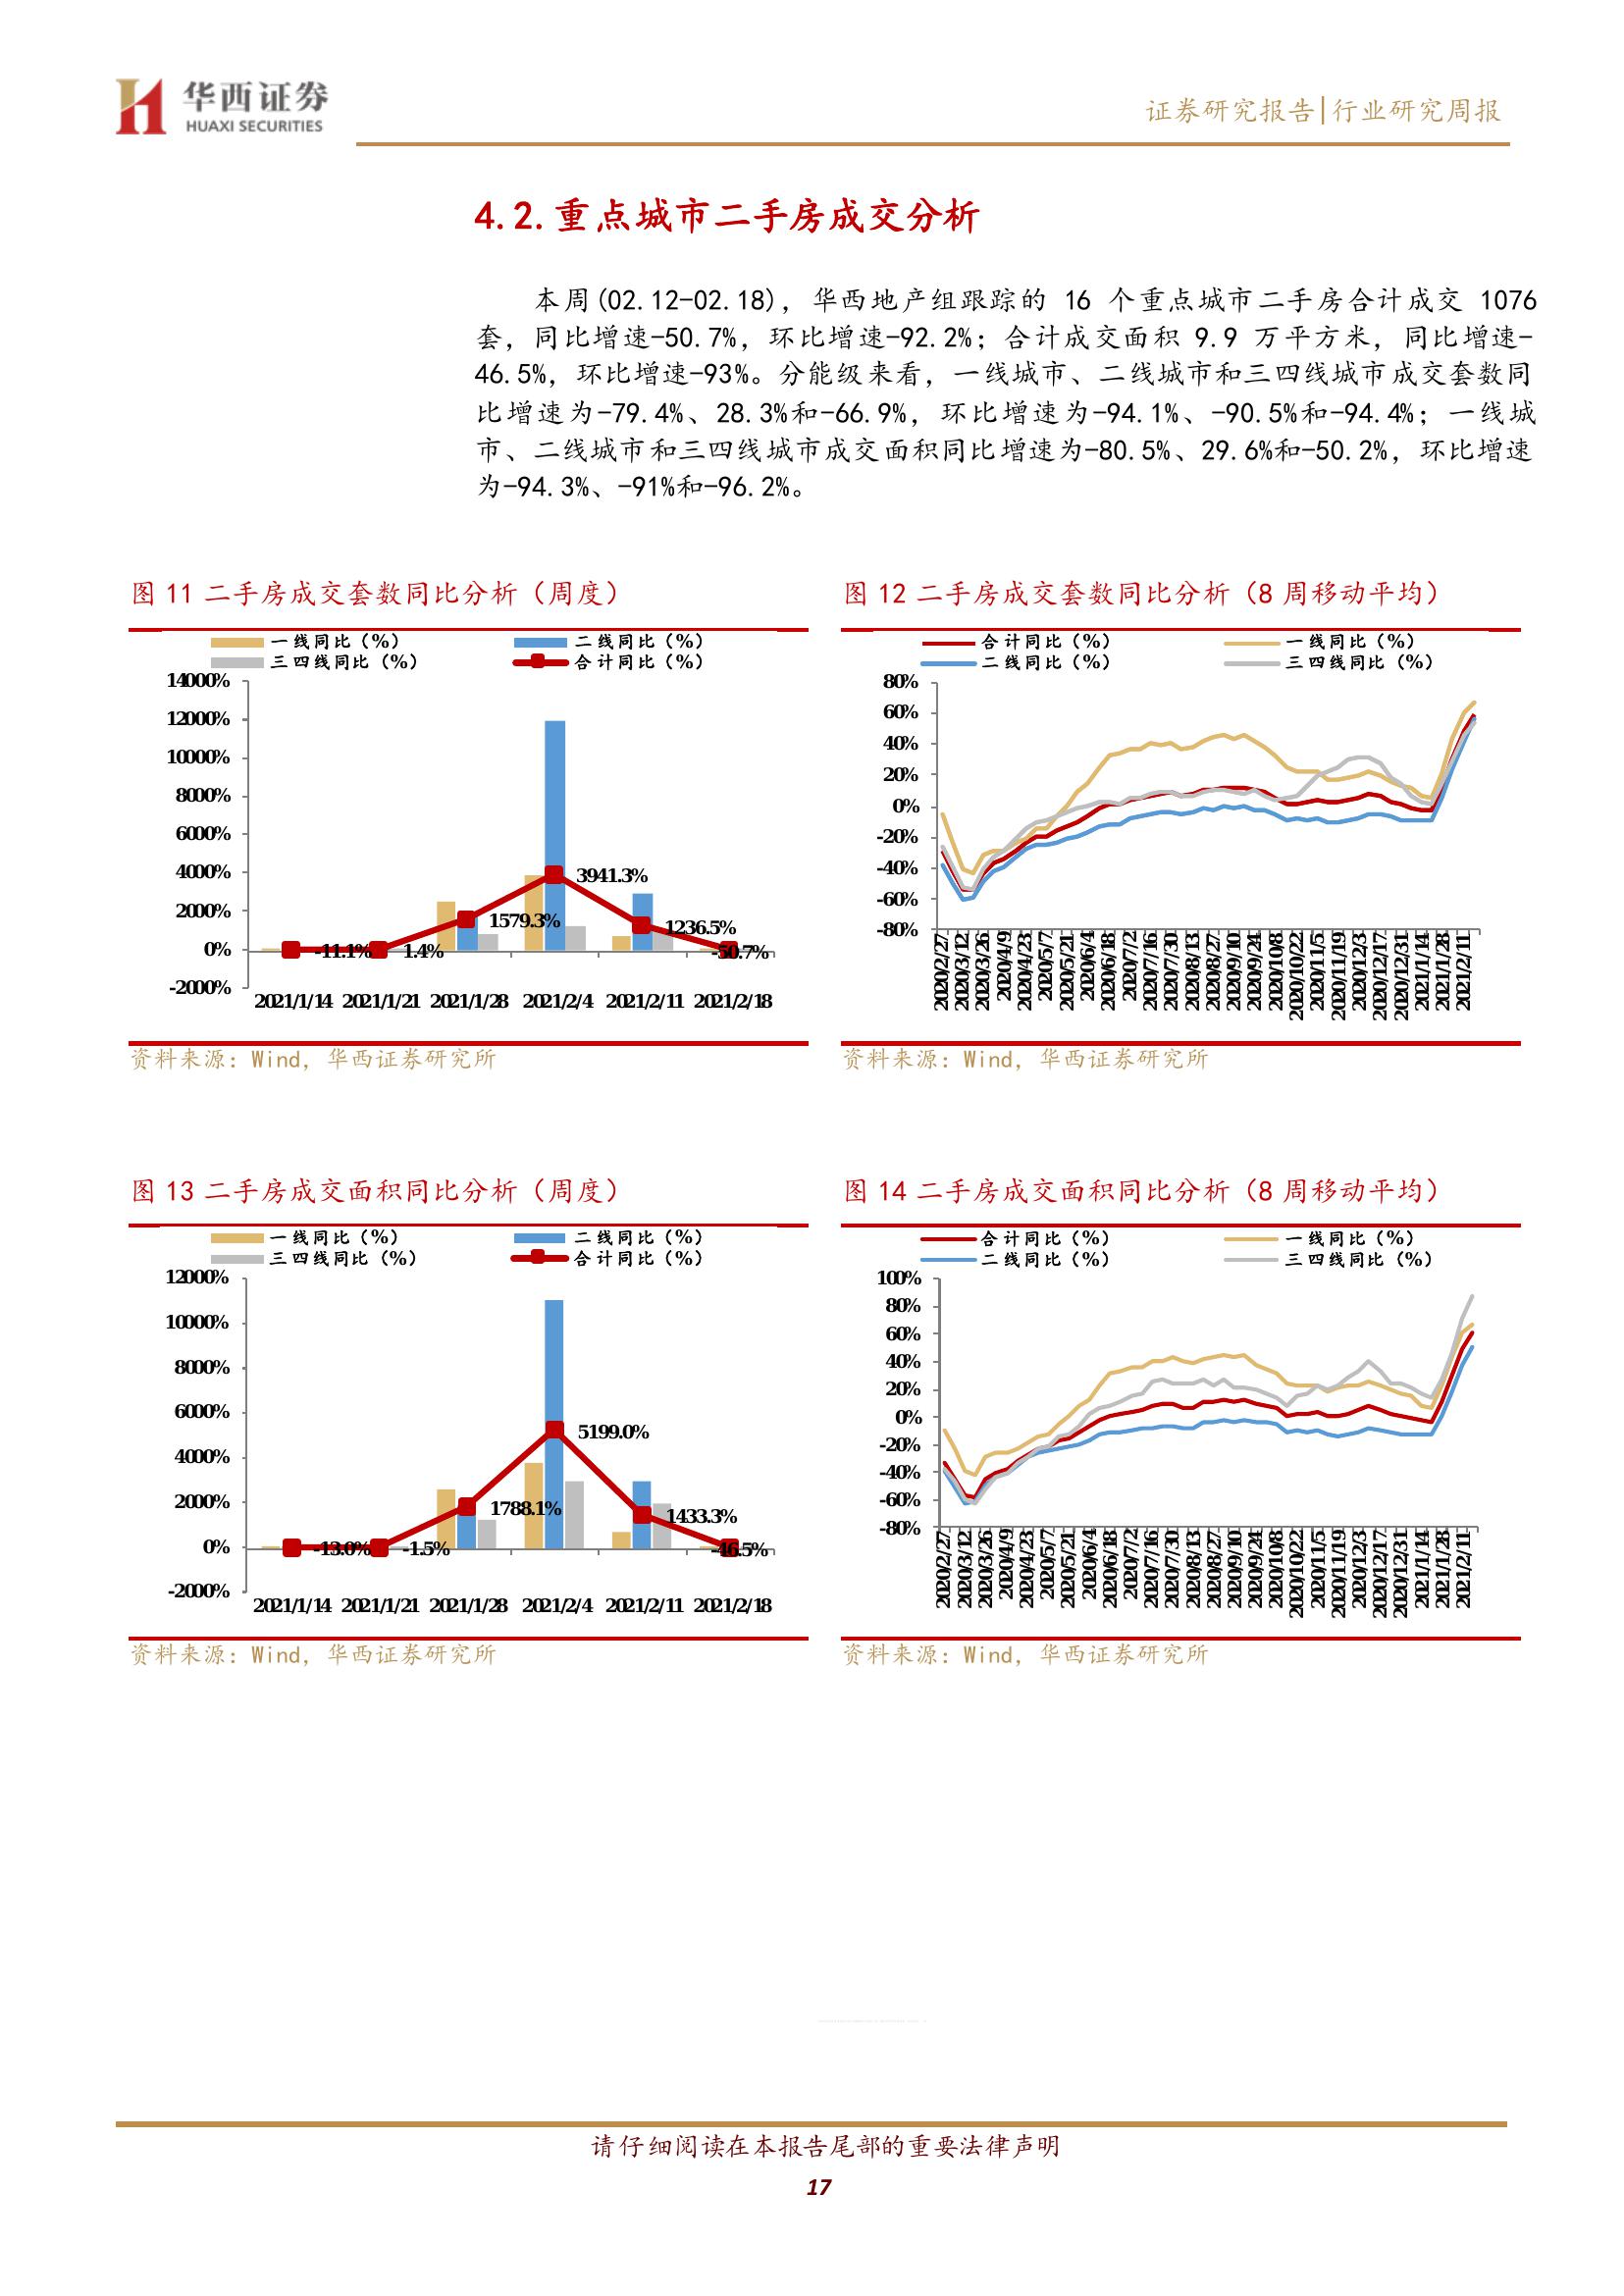 华西证券
HUAXI SECURITIES
证券研究报告|行业研究周报
4.2.重点城市二手房成交分析
本周(02.12-02.18)，华西地产组跟踪的 16 个重点城市二手房合计成交 1076
套，同比增速-50.7%，环比增速-92.2%；合计成交面积 9.9 万平方米，同比增速-
46.5%，环比增速-93%。分能级来看，一线城市、二线城市和三四线城市成交套数同
比增速为-79.4%、28.3%和-66.9%，环比增速为-94.1%、-90.5%和-94.4%；一线城
市、二线城市和三四线城市成交面积同比增速为-80.5%、29.6%和-50.2%，环比增速
为-94.3%、-91%和-96.2%。
图 11 二手房成交套数同比分析（周度）
一线同比（%） 二线同比（%）
三四线同比（%） 合计同比（%）
14000%
12000%
10000%
8000%
6000%
4000%
2000%
0%
-2000%
-11.1% 1.4% 1579.3% 3941.3% 1236.5% -50.7%
2021/1/14 2021/1/21 2021/1/28 2021/2/4 2021/2/11 2021/2/18
资料来源：Wind，华西证券研究所
图 12 二手房成交套数同比分析（8 周移动平均）
合计同比（%） 一线同比（%）
二线同比（%） 三四线同比（%）
80%
60%
40%
20%
0%
-20%
-40%
-60%
-80%
2020/2/27 2020/3/12 2020/3/26 2020/4/9 2020/4/23 2020/5/7 2020/5/21 2020/6/4 2020/6/18 2020/7/2 2020/7/16 2020/7/30 2020/8/13 2020/8/27 2020/9/10 2020/9/24 2020/10/8 2020/10/22 2020/11/5 2020/11/19 2020/12/3 2020/12/17 2020/12/31 2021/1/14 2021/1/28 2021/2/11
资料来源：Wind，华西证券研究所
图 13 二手房成交面积同比分析（周度）
一线同比（%） 二线同比（%）
三四线同比（%） 合计同比（%）
12000%
10000%
8000%
6000%
4000%
2000%
0%
-2000%
-13.0% -1.5% 1788.1% 5199.0% 1433.3% -46.5%
2021/1/14 2021/1/21 2021/1/28 2021/2/4 2021/2/11 2021/2/18
资料来源：Wind，华西证券研究所
图 14 二手房成交面积同比分析（8 周移动平均）
合计同比（%） 一线同比（%）
二线同比（%） 三四线同比（%）
100%
80%
60%
40%
20%
0%
-20%
-40%
-60%
-80%
2020/2/27 2020/3/12 2020/3/26 2020/4/9 2020/4/23 2020/5/7 2020/5/21 2020/6/4 2020/6/18 2020/7/2 2020/7/16 2020/7/30 2020/8/13 2020/8/27 2020/9/10 2020/9/24 2020/10/8 2020/10/22 2020/11/5 2020/11/19 2020/12/3 2020/12/17 2020/12/31 2021/1/14 2021/1/28 2021/2/11
资料来源：Wind，华西证券研究所
请仔细阅读在本报告尾部的重要法律声明
17